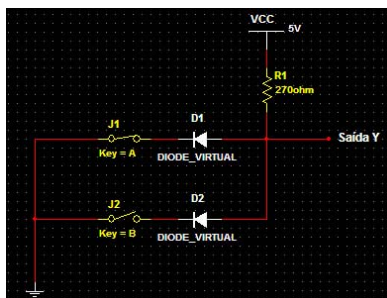 VCC
5V
R1
270ohm
J1
D1
Saída Y
Key = A
DIODE_VIRTUAL
J2
D2
Key = B
DIODE_VIRTUAL